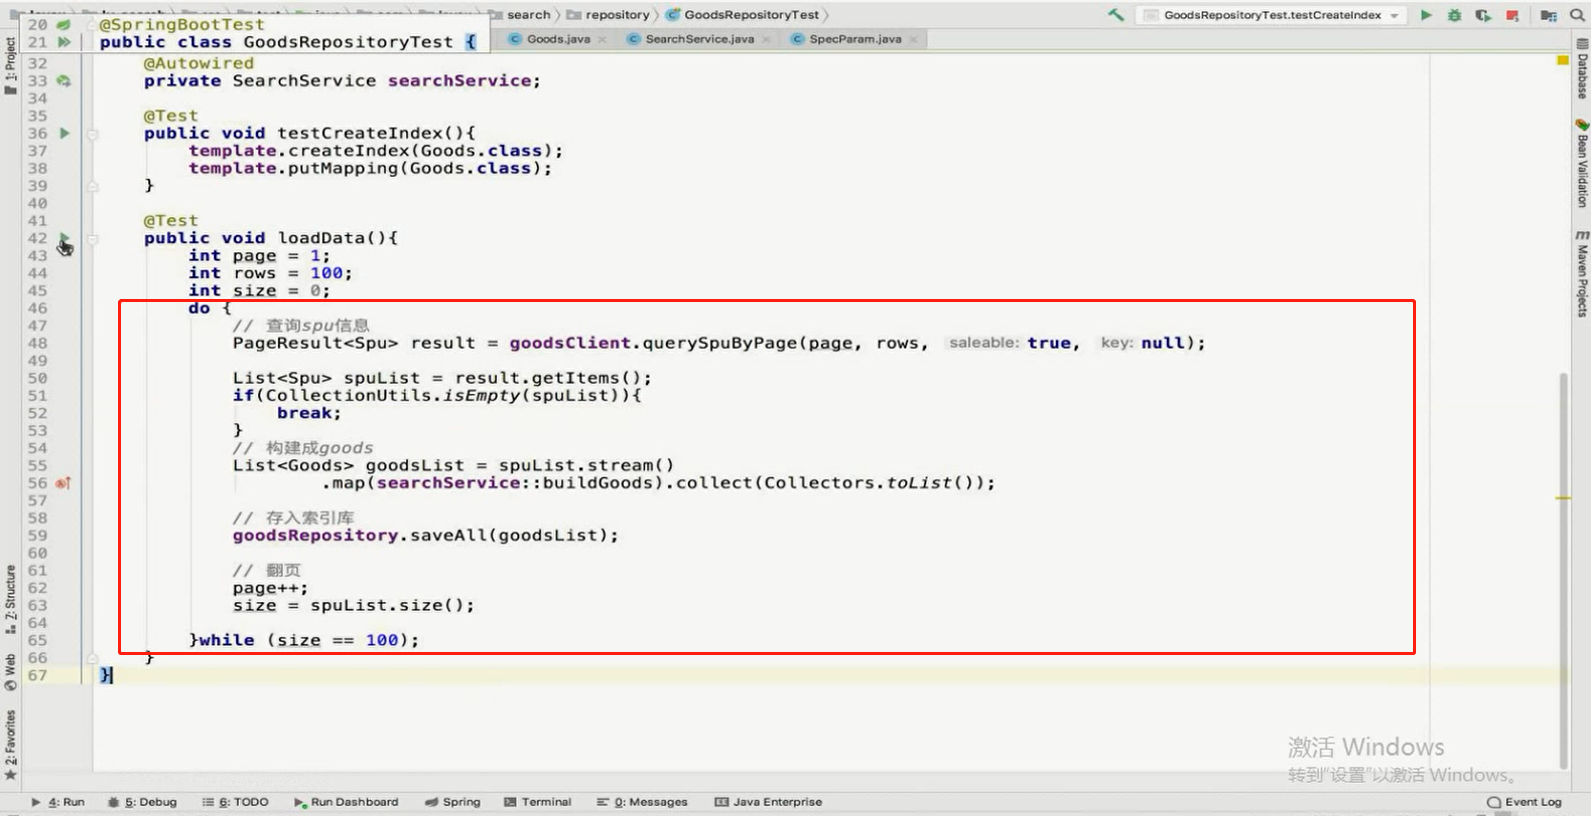 search repository GoodsRepositoryTest GoodsRepositoryTest.testCreateIndex
20 @SpringBootTest
21 public class GoodsRepositoryTest { Goods.java SearchService.java SpecParam.java
32 @Autowired
33 private SearchService searchService;
34
35 @Test
36 public void testCreateIndex(){
37 template.createIndex(Goods.class);
38 template.putMapping(Goods.class);
39 }
40
41 @Test
42 public void loadData(){
43 int page = 1;
44 int rows = 100;
45 int size = 0;
46 do {
47 // 查询spu信息
48 PageResult<Spu> result = goodsClient.querySpuByPage(page, rows, saleable: true, key: null);
49
50 List<Spu> spuList = result.getItems();
51 if(CollectionUtils.isEmpty(spuList)){
52 break;
53 }
54 // 构建成goods
55 List<Goods> goodsList = spuList.stream()
56 .map(searchService::buildGoods).collect(Collectors.toList());
57
58 // 存入索引库
59 goodsRepository.saveAll(goodsList);
60
61 // 翻页
62 page++;
63 size = spuList.size();
64
65 }while (size == 100);
66 }
67 }
1: Project
Z: Structure
Web
2: Favorites
Database
Bean Validation
m Maven Projects
激活 Windows
转到“设置”以激活 Windows。
4: Run 5: Debug 6: TODO Run Dashboard Spring Terminal 0: Messages Java Enterprise Event Log